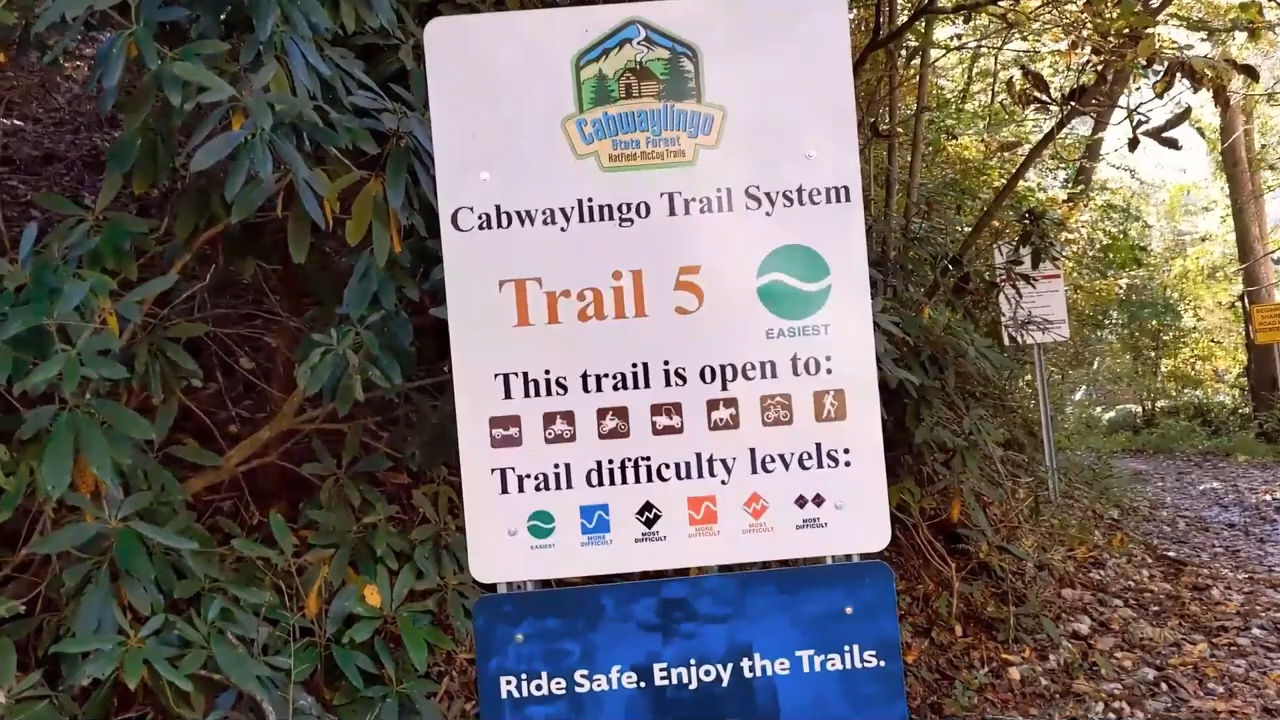 Cabwaylingo
State Forest
Hatfield-McCoy Trails
Cabwaylingo Trail System
Trail 5
EASIEST
This trail is open to:
Trail difficulty levels:
EASIEST
MORE
DIFFICULT
MOST
DIFFICULT
MORE
DIFFICULT
MOST
DIFFICULT
MOST
DIFFICULT
Ride Safe. Enjoy the Trails.